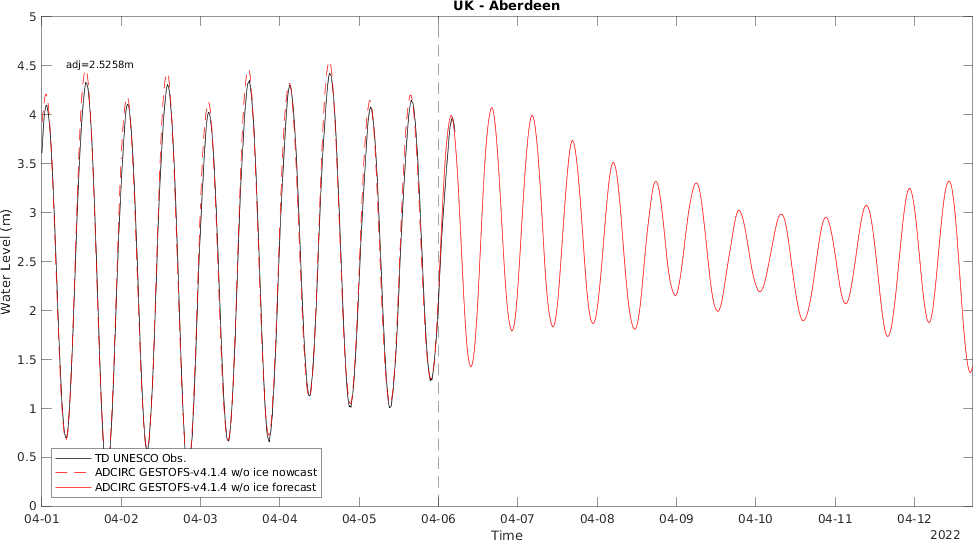 UK - Aberdeen
adj=2.5258m
5
4.5
4
3.5
3
2.5
2
1.5
1
0.5
0
Water Level (m)
TD UNESCO Obs.
ADCIRC GESTOFS-v4.1.4 w/o ice nowcast
ADCIRC GESTOFS-v4.1.4 w/o ice forecast
04-01 04-02 04-03 04-04 04-05 04-06 04-07 04-08 04-09 04-10 04-11 04-12
Time
2022